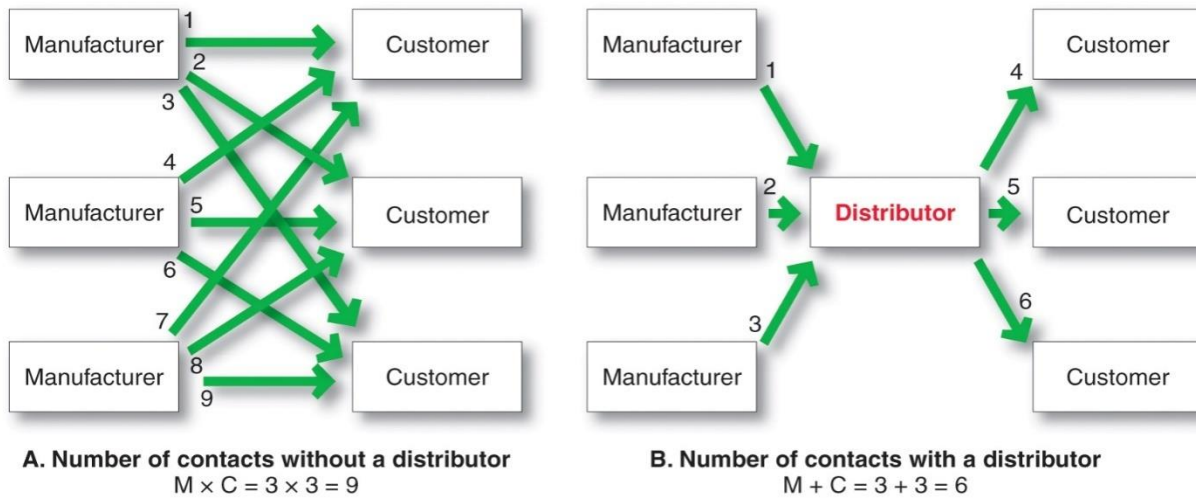 Manufacturer
1
Customer
2
3
4
Manufacturer
5
Customer
6
7
Manufacturer
8
9
Customer
A. Number of contacts without a distributor
M × C = 3 × 3 = 9
Manufacturer
1
4
Customer
Manufacturer
2
Distributor
5
Customer
3
6
Manufacturer
Customer
B. Number of contacts with a distributor
M + C = 3 + 3 = 6